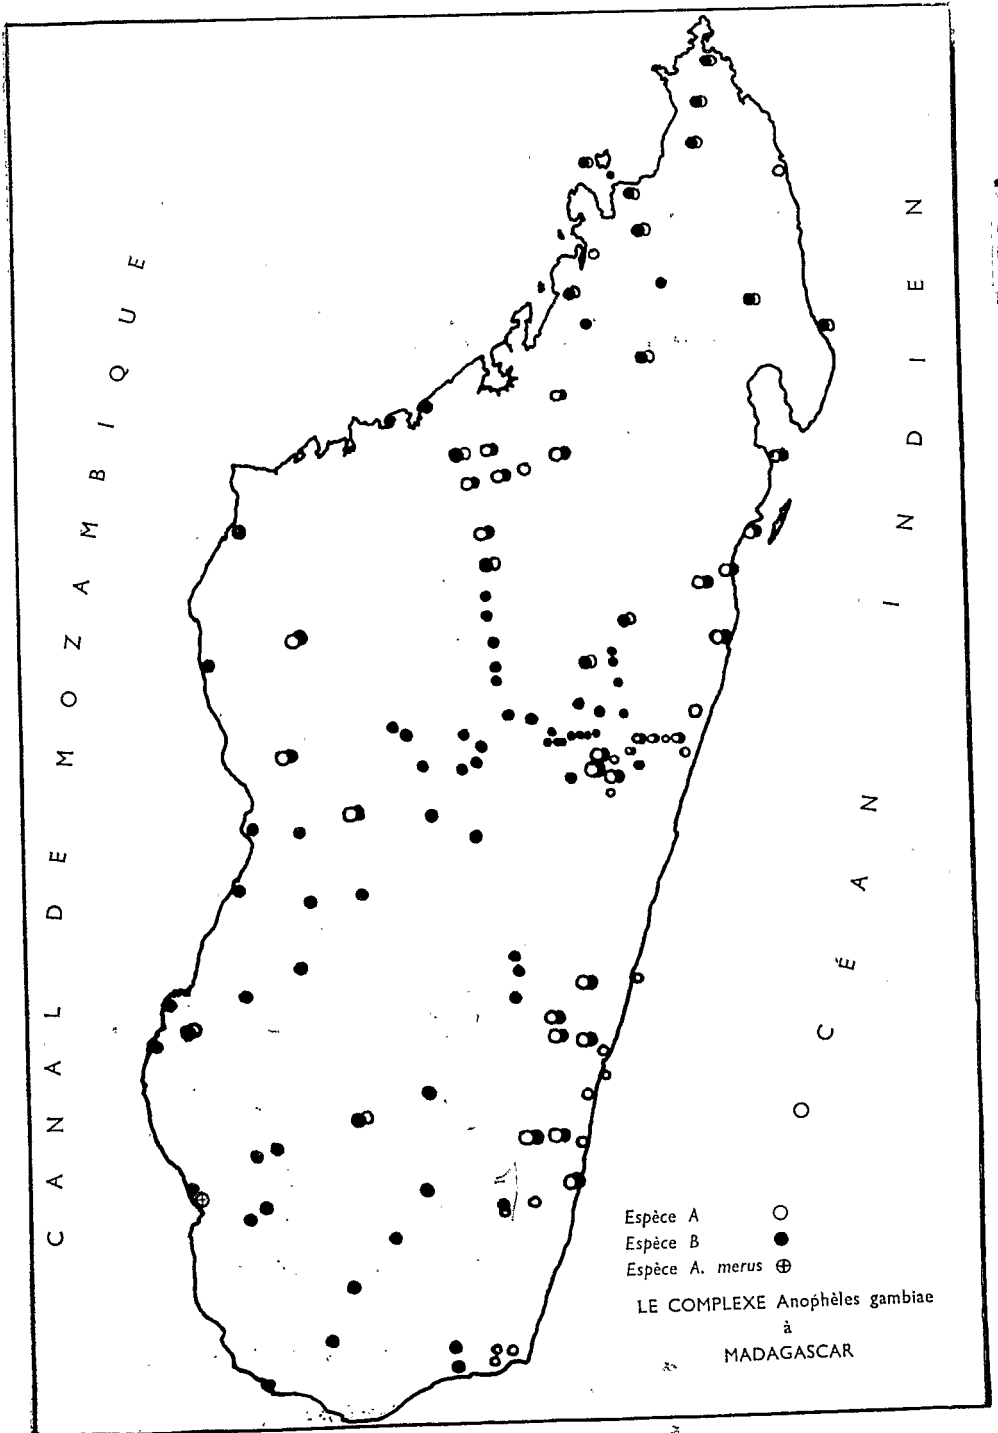 CANAL DE MOZAMBIQUE
OCÉAN INDIEN
Espèce A
Espèce B
Espèce A. merus
LE COMPLEXE Anophèles gambiae
à
MADAGASCAR